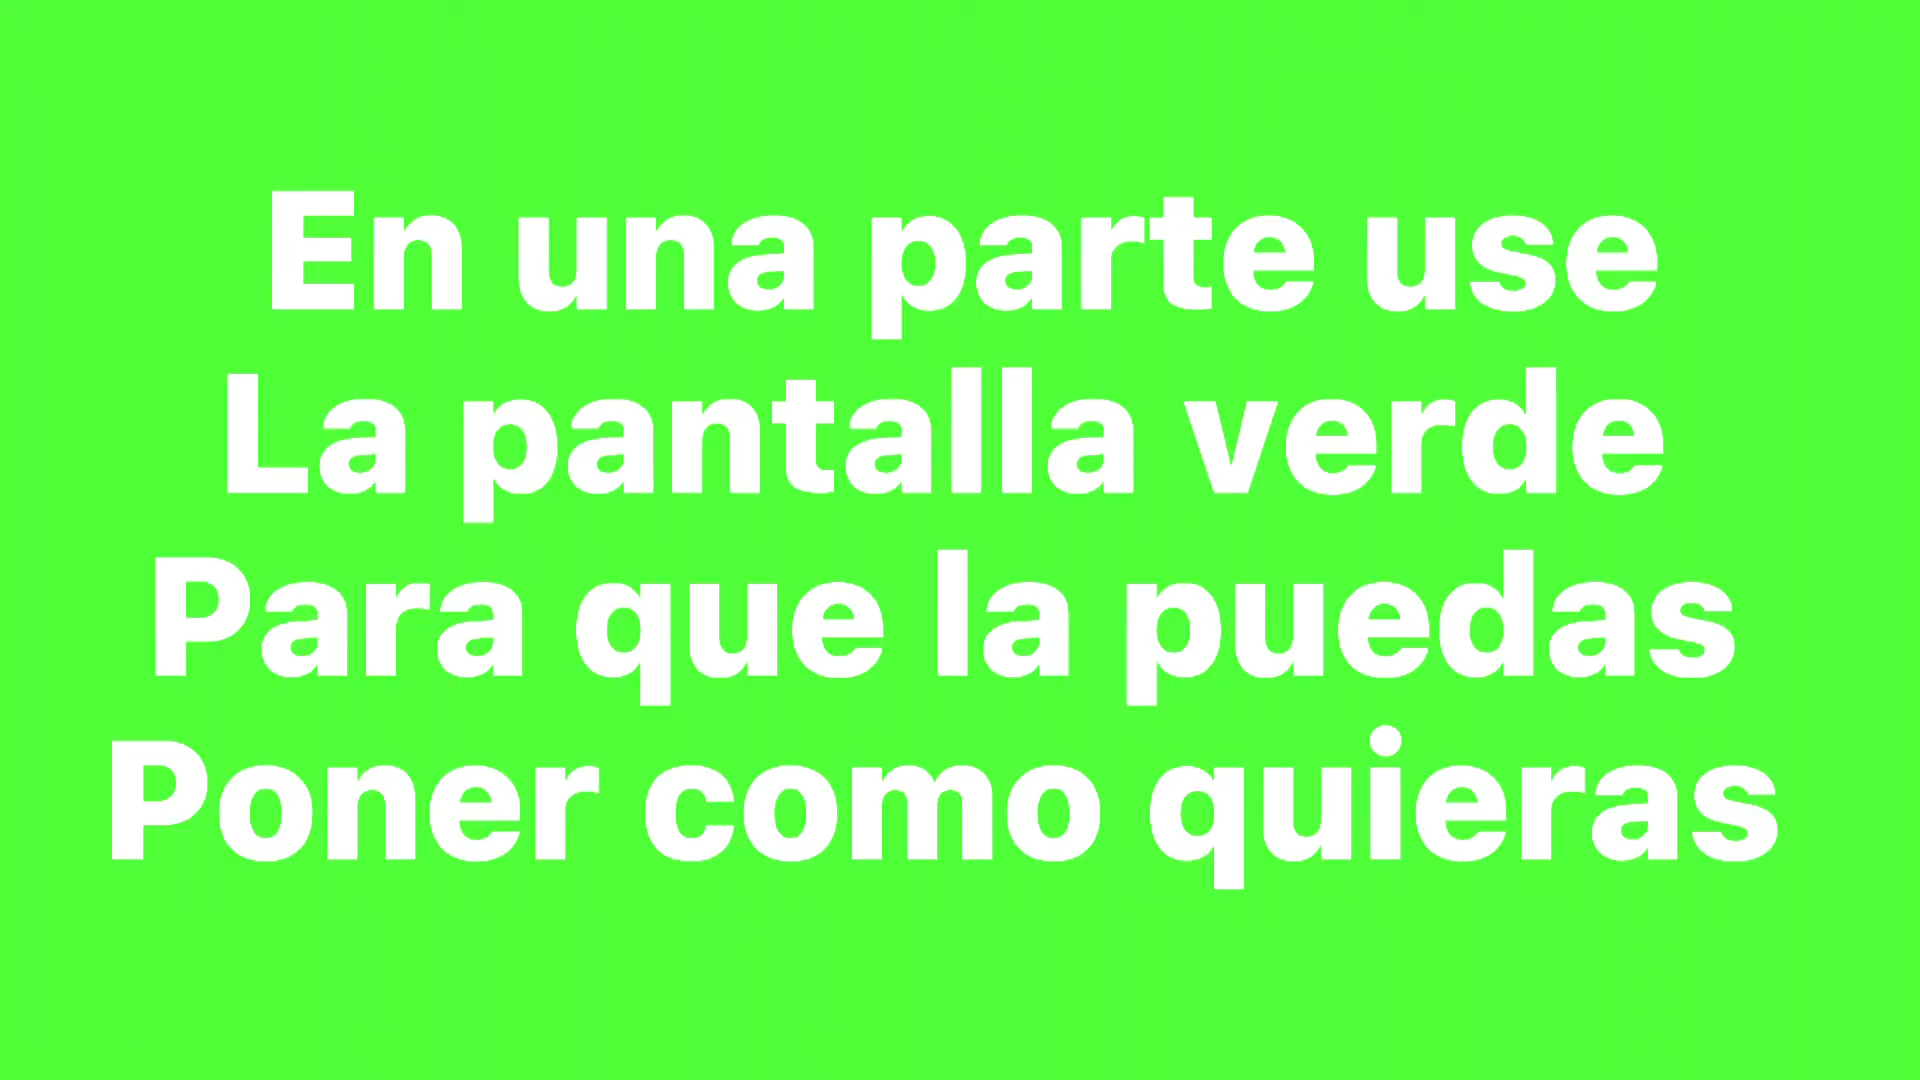 En una parte use
La pantalla verde
Para que la puedas
Poner como quieras